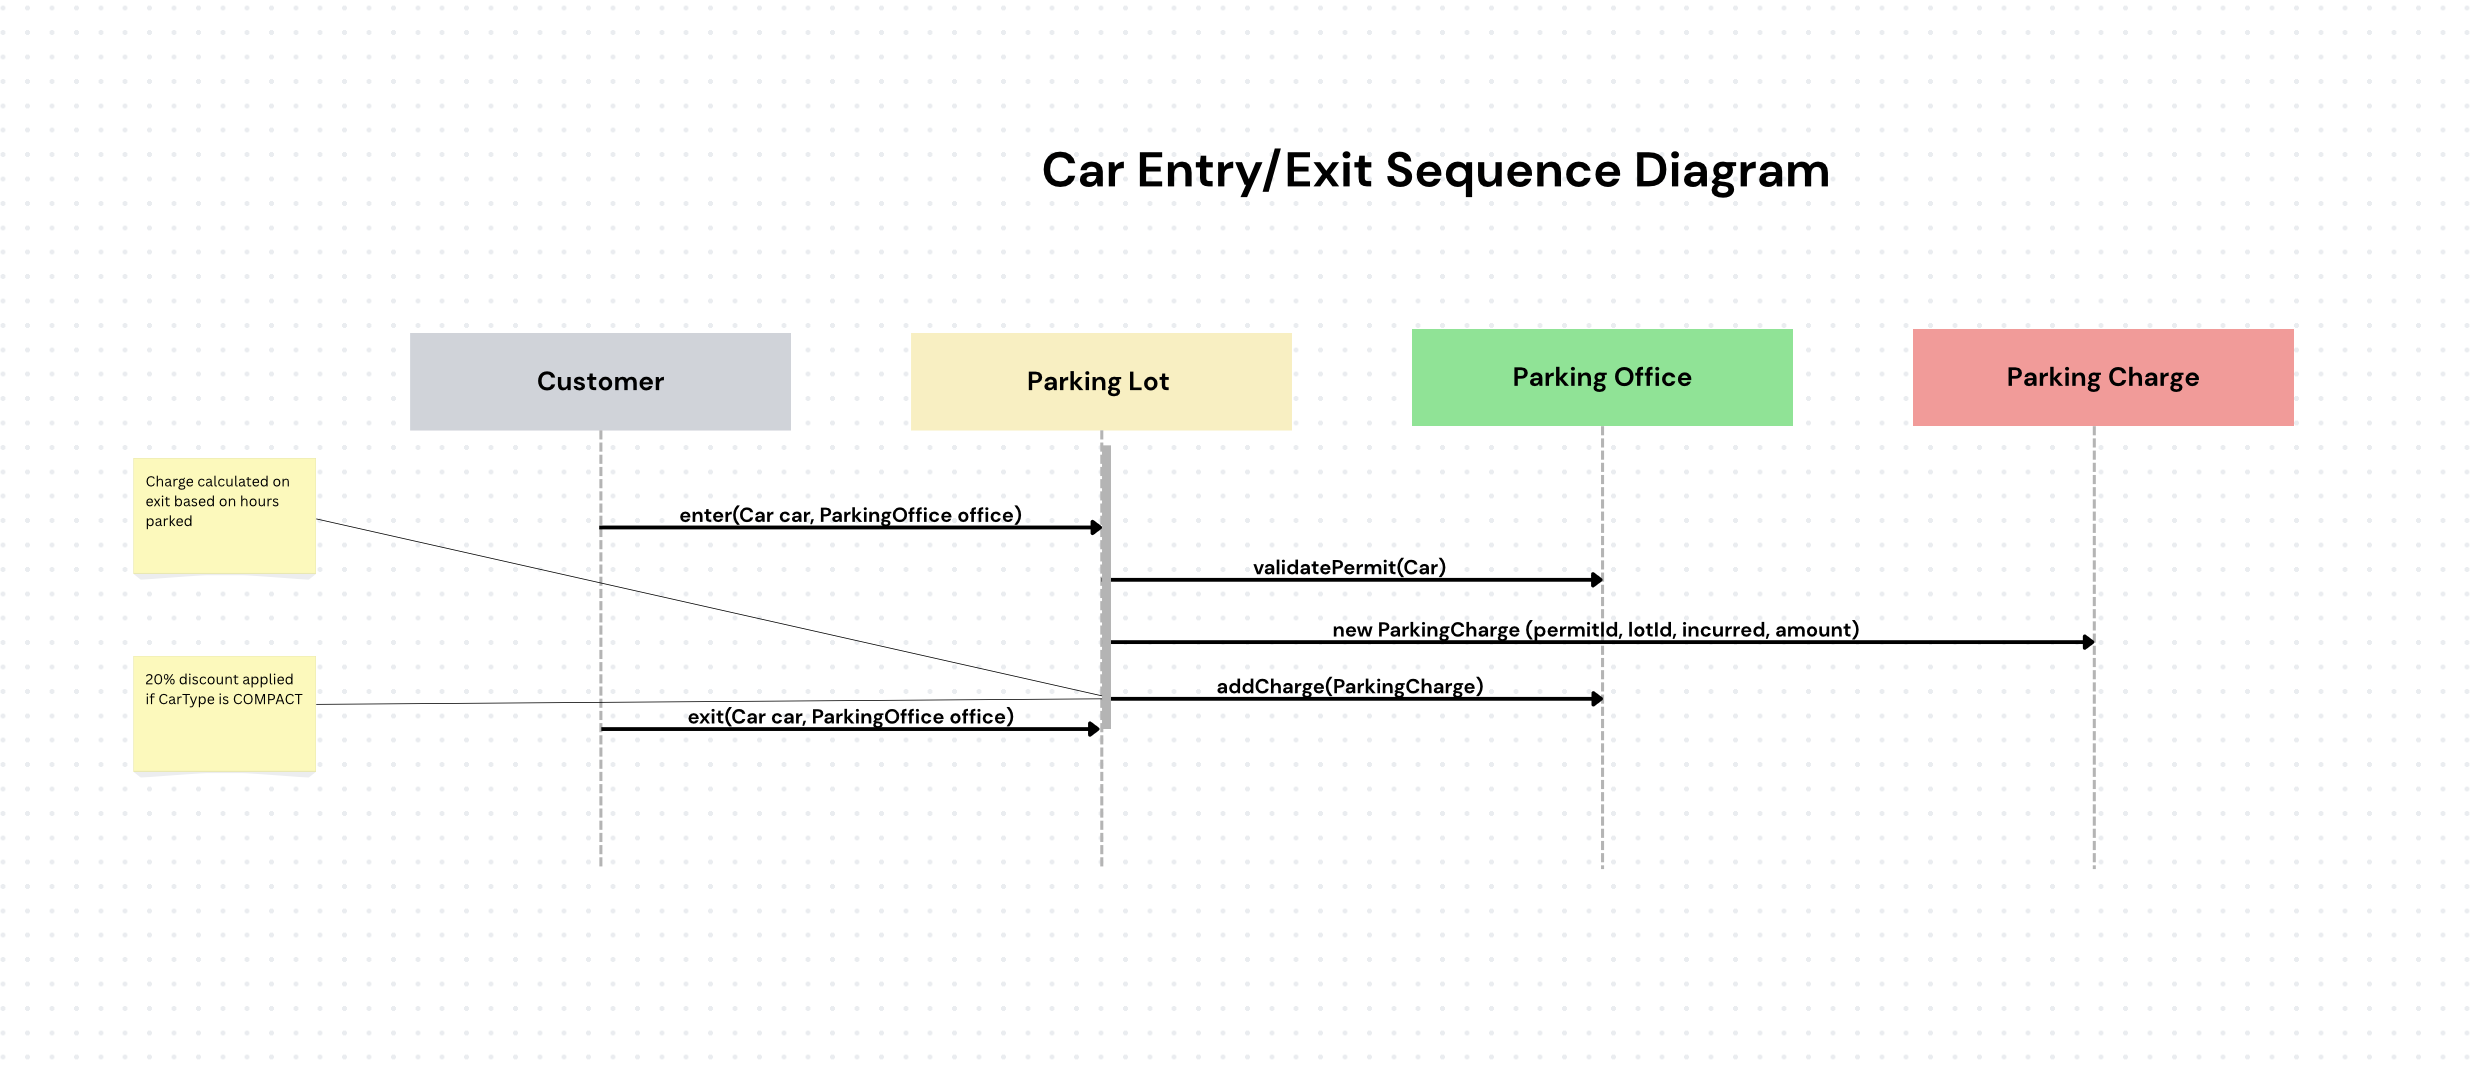 Car Entry/Exit Sequence Diagram
Customer
Parking Lot
Parking Office
Parking Charge
Charge calculated on
exit based on hours
parked
enter(Car car, ParkingOffice office)
validatePermit(Car)
new ParkingCharge (permitId, lotId, incurred, amount)
20% discount applied
if CarType is COMPACT
addCharge(ParkingCharge)
exit(Car car, ParkingOffice office)